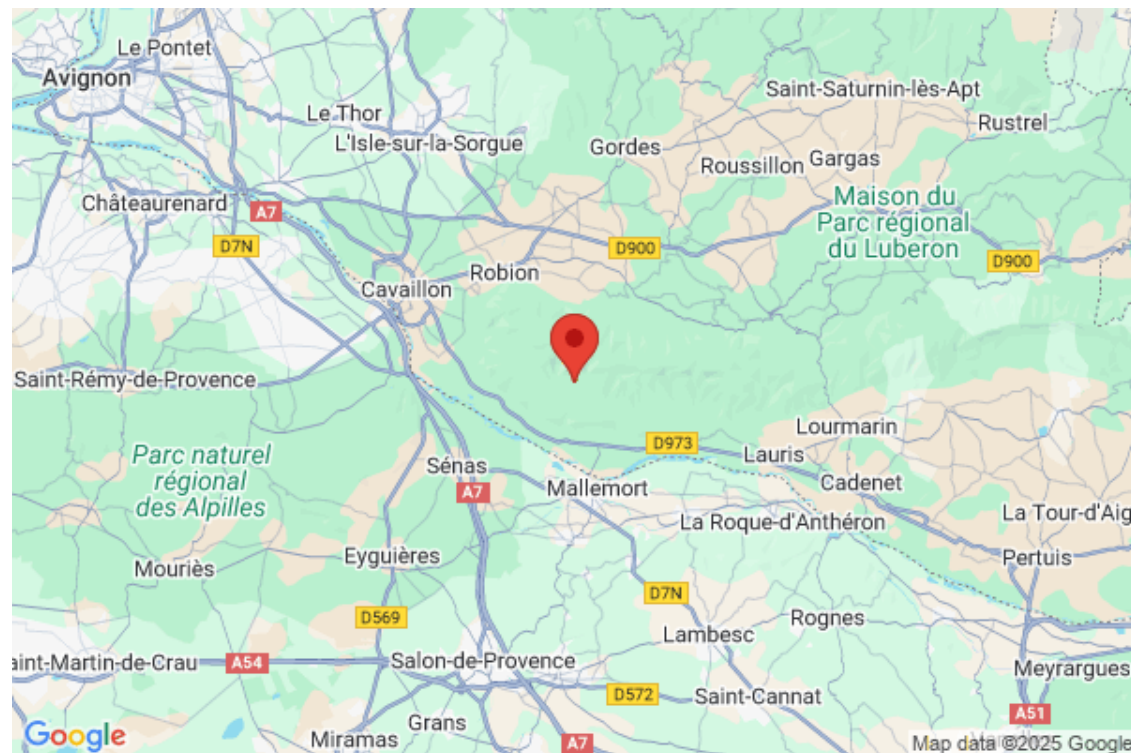 Le Pontet
Avignon
Saint-Saturnin-lès-Apt
Le Thor
Rustrel
L'Isle-sur-la-Sorgue
Gordes
Roussillon
Gargas
Châteaurenard
A7
Maison du
Parc régional
du Luberon
D7N
D900
D900
Robion
Cavaillon
Saint-Rémy-de-Provence
Lourmarin
D973
Lauris
Parc naturel
régional
des Alpilles
Sénas
A7
Mallemort
Cadenet
La Roque-d'Anthéron
La Tour-d'Aig
Eyguières
Pertuis
Mouriès
D7N
D569
Rognes
Lambesc
aint-Martin-de-Crau
A54
Salon-de-Provence
Meyrargues
D572
Saint-Cannat
A51
Grans
Miramas
A7
Google
Map data ©2025 Google